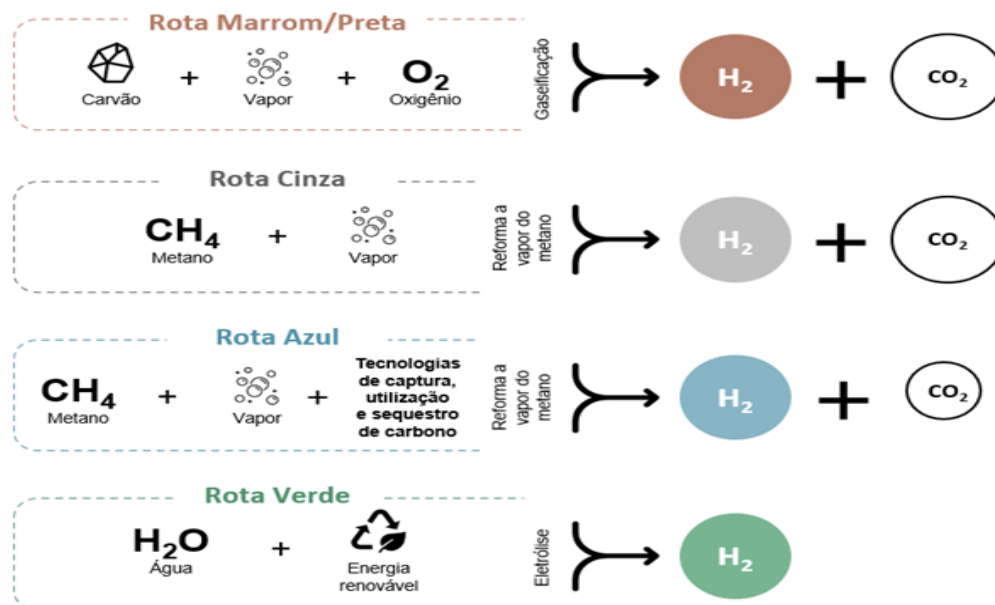 Rota Marrom/Preta
Carvão
+
Vapor
+
O₂
Oxigênio
Gaseificação
H₂
+
CO₂
Rota Cinza
CH₄
Metano
+
Vapor
Reforma a
vapor do
metano
H₂
+
CO₂
Rota Azul
CH₄
Metano
+
Vapor
+
Tecnologias
de captura,
utilização
e sequestro
de carbono
Reforma a
vapor do
metano
H₂
+
CO₂
Rota Verde
H₂O
Água
+
Energia
renovável
Eletrólise
H₂